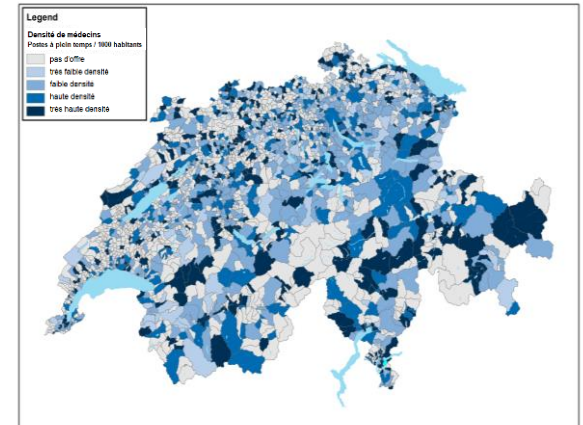 Legend
Densité de médecins
Postes à plein temps / 1000 habitants
pas d'offre
très faible densité
faible densité
haute densité
très haute densité